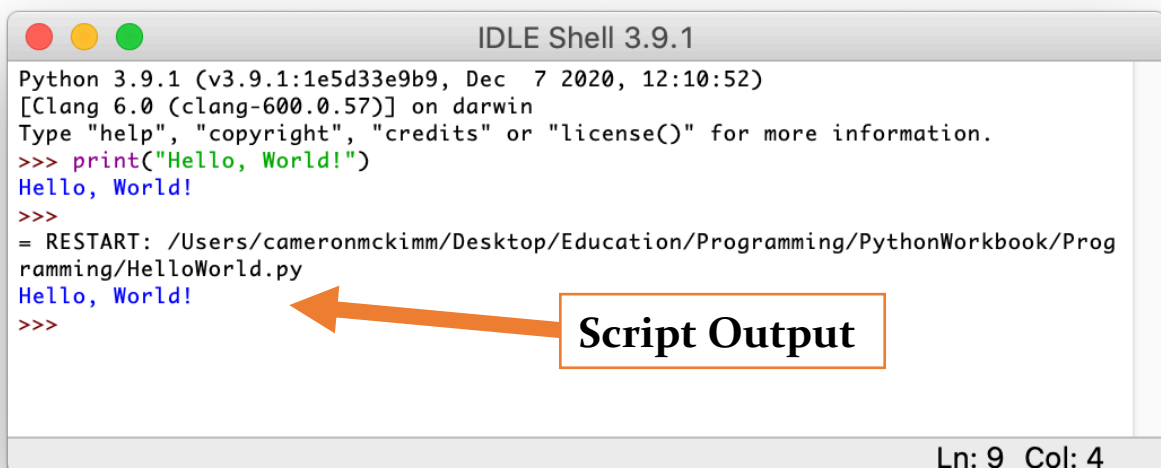 IDLE Shell 3.9.1
Python 3.9.1 (v3.9.1:1e5d33e9b9, Dec  7 2020, 12:10:52)
[Clang 6.0 (clang-600.0.57)] on darwin
Type "help", "copyright", "credits" or "license()" for more information.
>>> print("Hello, World!")
Hello, World!
>>>
= RESTART: /Users/cameronmckimm/Desktop/Education/Programming/PythonWorkbook/Prog
ramming/HelloWorld.py
Hello, World!
>>>
Script Output
Ln: 9  Col: 4